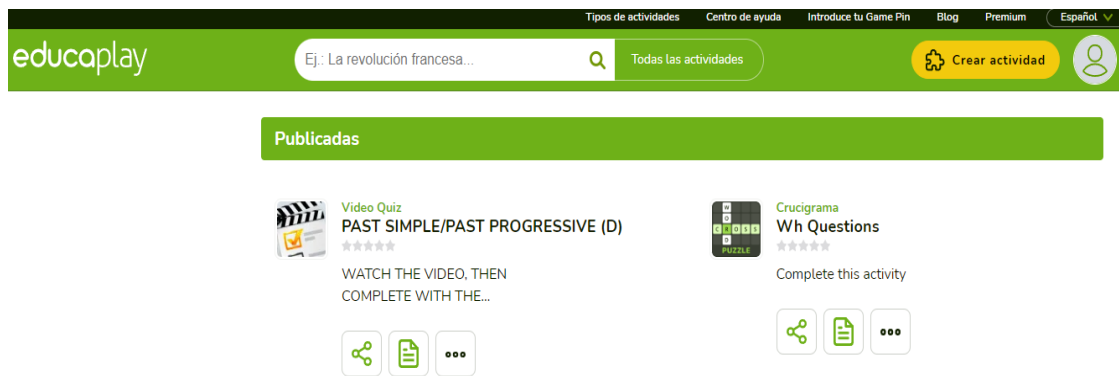 Tipos de actividades Centro de ayuda Introduce tu Game Pin Blog Premium Español
educaplay
Ej.: La revolución francesa...
Todas las actividades
Crear actividad
Publicadas
Video Quiz
PAST SIMPLE/PAST PROGRESSIVE (D)
WATCH THE VIDEO, THEN
COMPLETE WITH THE...
WORD
CROSS
PUZZLE
Crucigrama
Wh Questions
Complete this activity